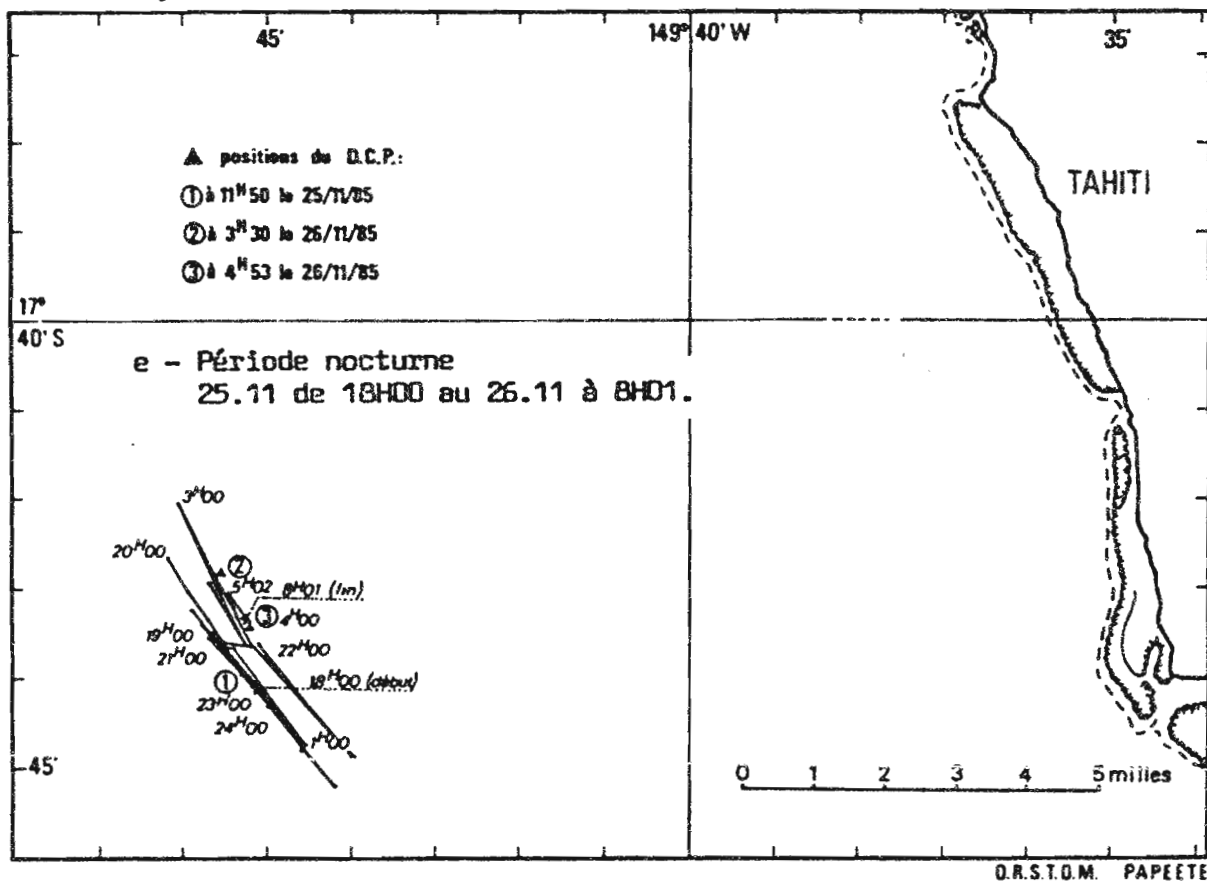 45' 149° 40' W 35'
▲ positions du D.C.P.:
① à 11ᴴ50 le 25/11/85
② à 3ᴴ30 le 26/11/85
③ à 4ᴴ53 le 26/11/85
TAHITI
17°
40' S
e - Période nocturne
25.11 de 18H00 au 26.11 à 8H01.
3ᴴ00
20ᴴ00
②
5ᴴ02 8ᴴ01 (fin)
③ 4ᴴ00
19ᴴ00
22ᴴ00
21ᴴ00
①
18ᴴ00 (début)
23ᴴ00
24ᴴ00
1ᴴ00
45'
0 1 2 3 4 5 milles
O.R.S.T.O.M. PAPEETE